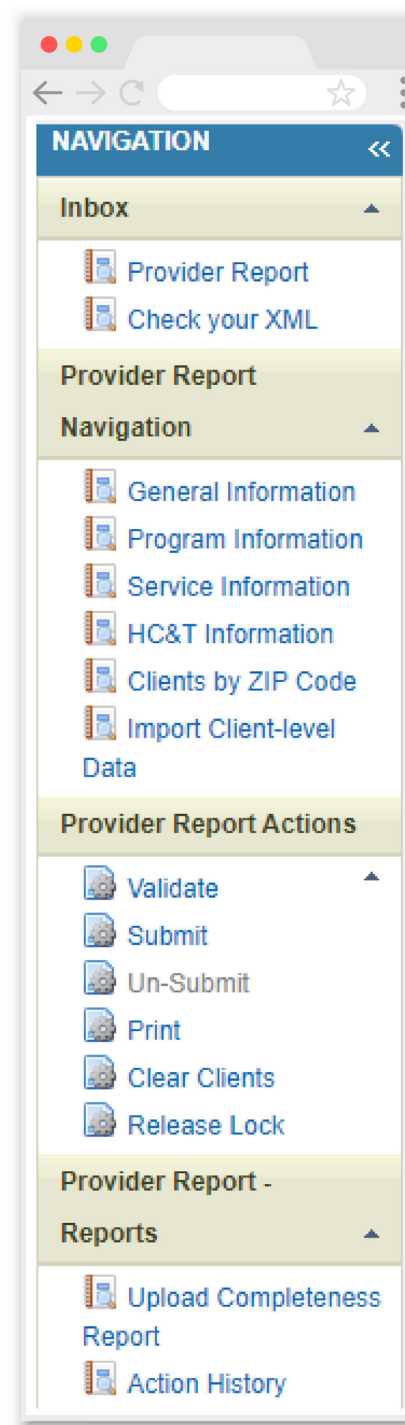 NAVIGATION
Inbox
Provider Report
Check your XML
Provider Report
Navigation
General Information
Program Information
Service Information
HC&T Information
Clients by ZIP Code
Import Client-level
Data
Provider Report Actions
Validate
Submit
Un-Submit
Print
Clear Clients
Release Lock
Provider Report -
Reports
Upload Completeness
Report
Action History